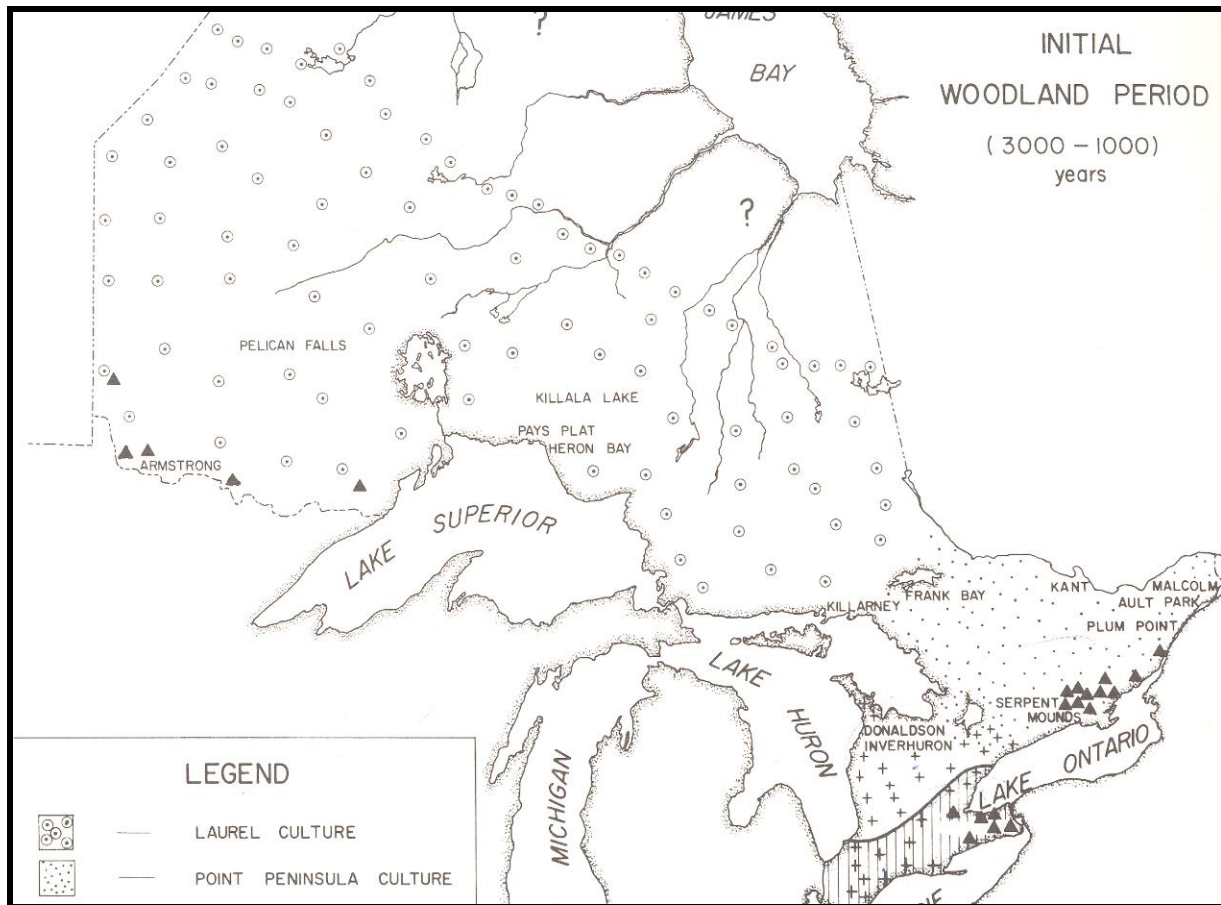 JAMES
BAY
?
?
INITIAL
WOODLAND PERIOD
( 3000 – 1000)
years
PELICAN FALLS
KILLALA LAKE
PAYS PLAT
HERON BAY
ARMSTRONG
LAKE SUPERIOR
KILLARNEY
FRANK BAY
KANT
MALCOLM
AULT PARK
PLUM POINT
LAKE HURON
SERPENT
MOUNDS
DONALDSON
INVERHURON
LAKE ONTARIO
MICHIGAN
LEGEND
LAUREL CULTURE
POINT PENINSULA CULTURE